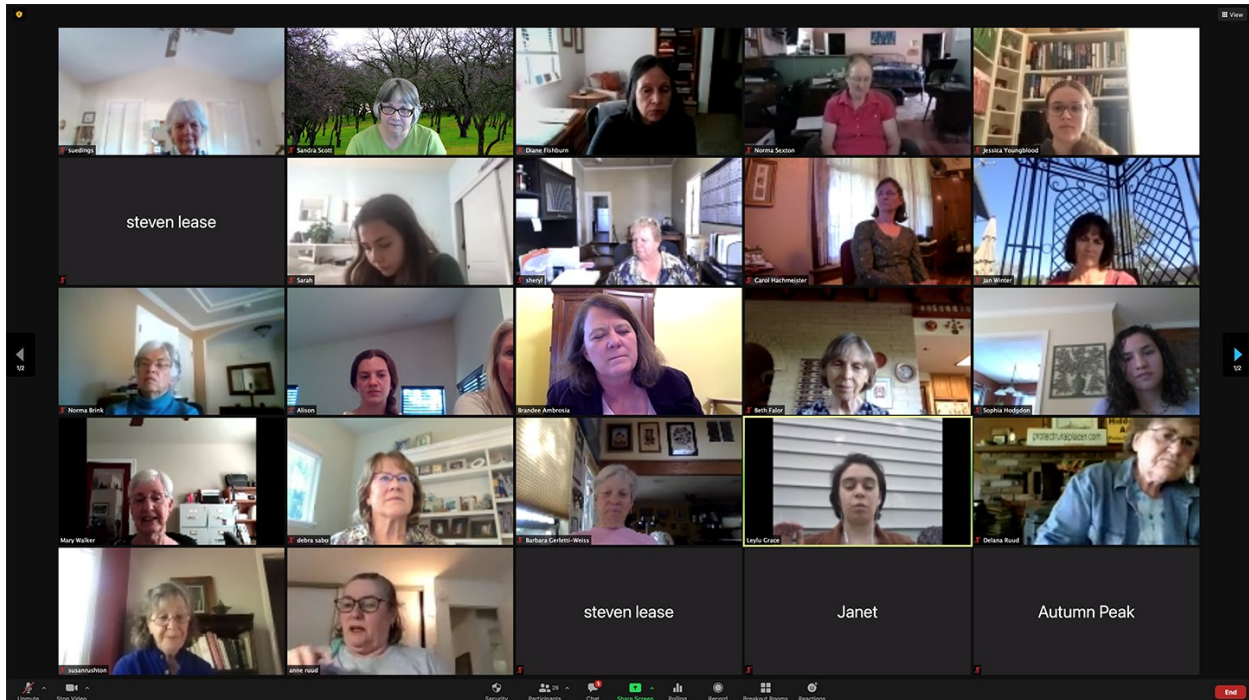 View
suedings
Sandra Scott
Diane Fishburn
Norma Sexton
Jessica Youngblood
steven lease
Sarah
sheryl
Carol Hachmeister
Jan Winter
1/2
1/2
Norma Brink
Alison
Brandee Ambrosia
Beth Falor
Sophia Hodgdon
protectruralplacer.com
Mary Walker
debra sabo
Barbara Gerletti-Weiss
Leylu Grace
Delana Ruud
susanrushton
anne ruud
steven lease
Janet
Autumn Peak
Unmute
Stop Video
Security
Participants
28
Chat
1
Share Screen
Polling
Record
Breakout Rooms
Reactions
End